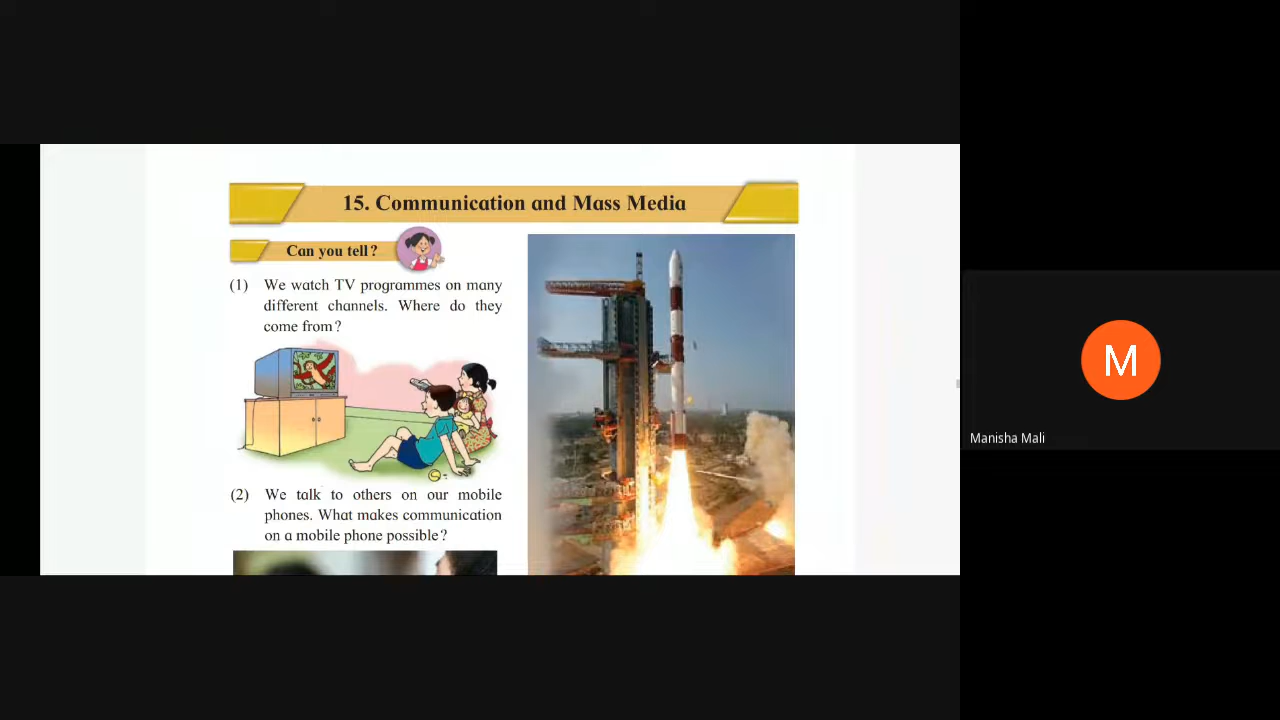 15. Communication and Mass Media
Can you tell?
(1) We watch TV programmes on many
different channels. Where do they
come from?
(2) We talk to others on our mobile
phones. What makes communication
on a mobile phone possible?
M
Manisha Mali